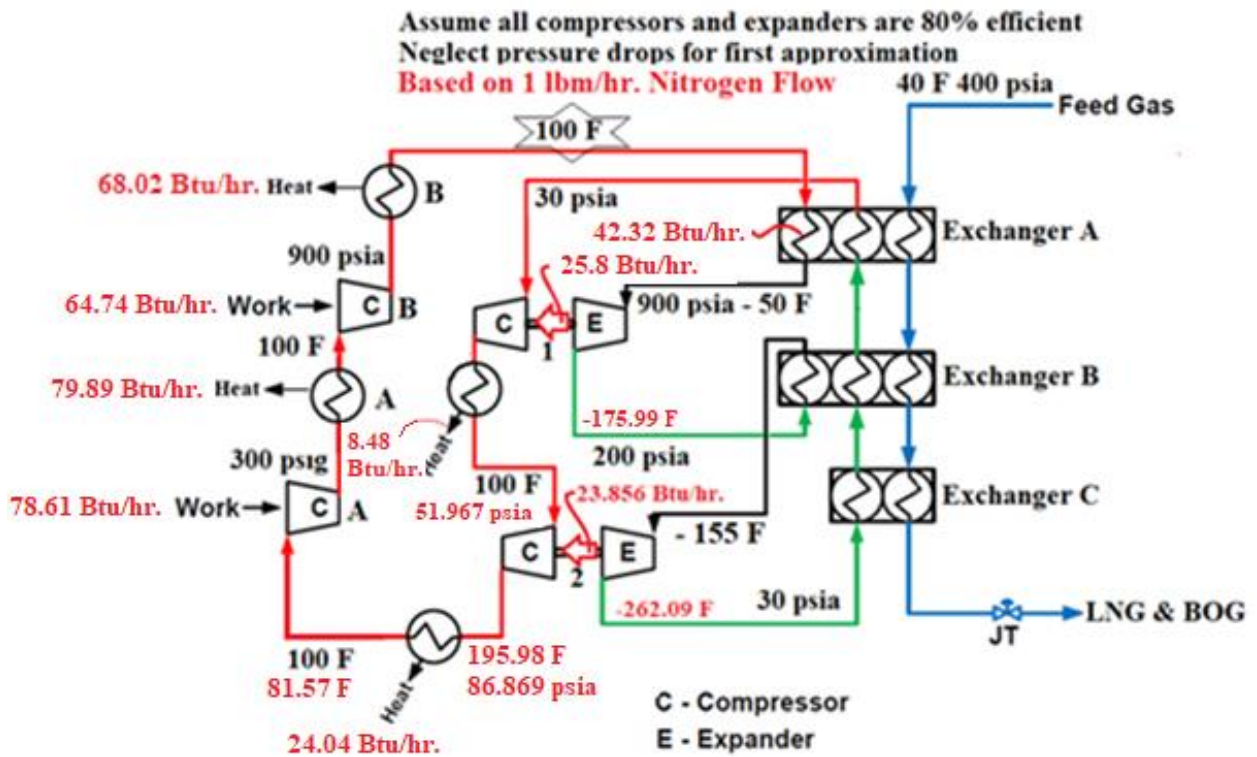 Assume all compressors and expanders are 80% efficient
Neglect pressure drops for first approximation
Based on 1 lbm/hr. Nitrogen Flow
40 F 400 psia
Feed Gas
100 F
68.02 Btu/hr. Heat
B
30 psia
42.32 Btu/hr.
Exchanger A
900 psia
25.8 Btu/hr.
64.74 Btu/hr. Work
C
B
C
E
900 psia - 50 F
1
100 F
79.89 Btu/hr. Heat
A
Exchanger B
-175.99 F
8.48
Btu/hr.
Heat
200 psia
300 psig
100 F
51.967 psia
23.856 Btu/hr.
Exchanger C
78.61 Btu/hr. Work
C
A
C
E
- 155 F
2
-262.09 F
30 psia
LNG & BOG
JT
100 F
81.57 F
195.98 F
86.869 psia
Heat
24.04 Btu/hr.
C - Compressor
E - Expander